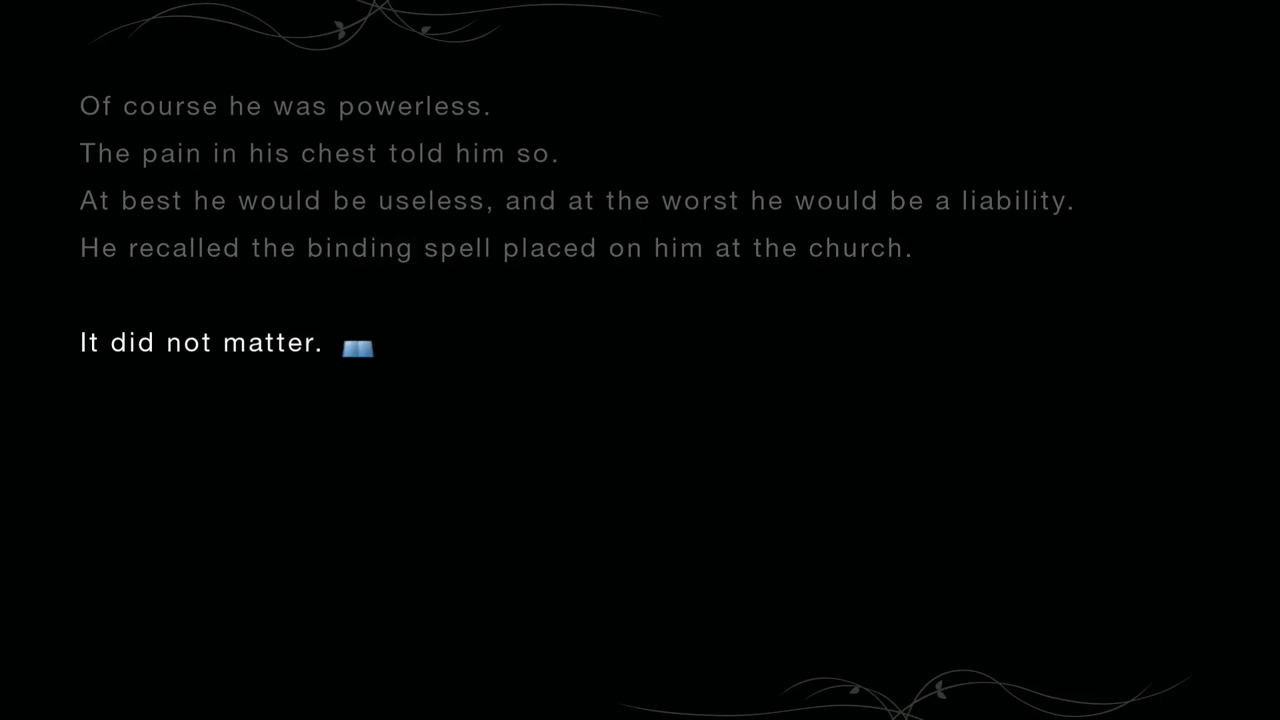 Of course he was powerless.
The pain in his chest told him so.
At best he would be useless, and at the worst he would be a liability.
He recalled the binding spell placed on him at the church.
It did not matter.